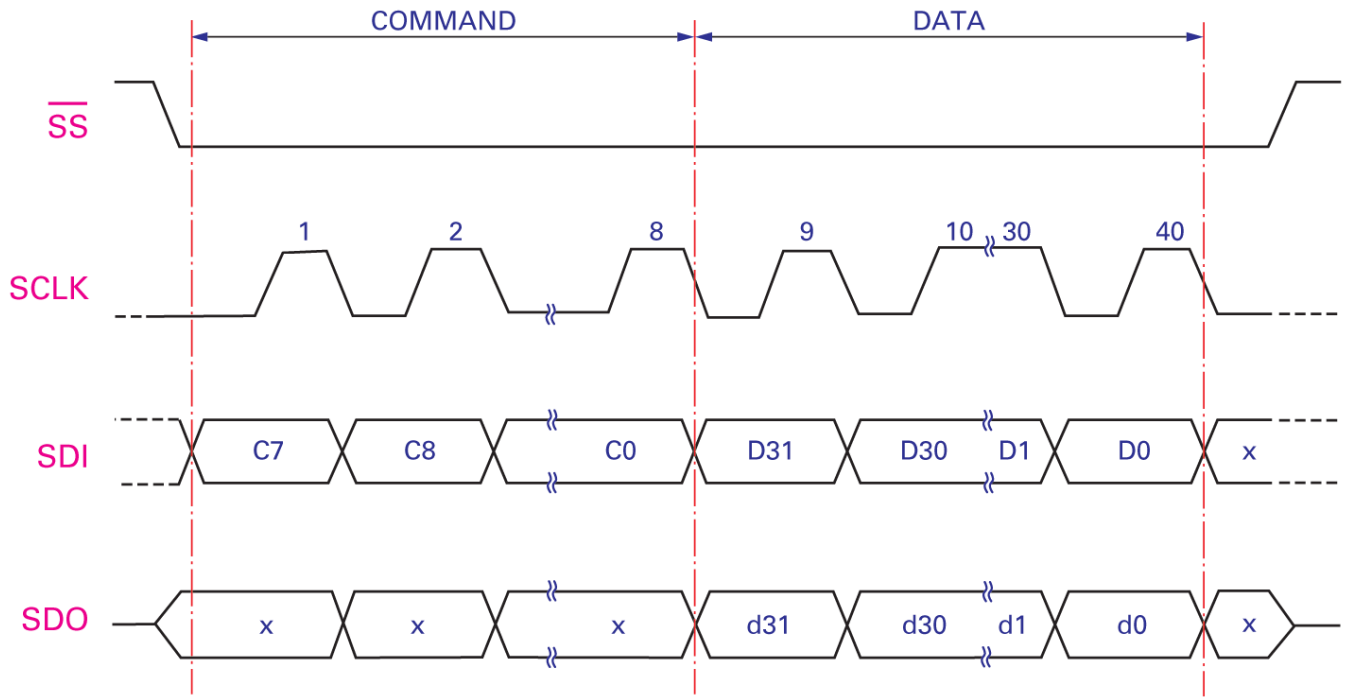 COMMAND DATA
SS
1 2 8 9 10 30 40
SCLK
SDI C7 C8 C0 D31 D30 D1 D0 x
SDO x x x d31 d30 d1 d0 x